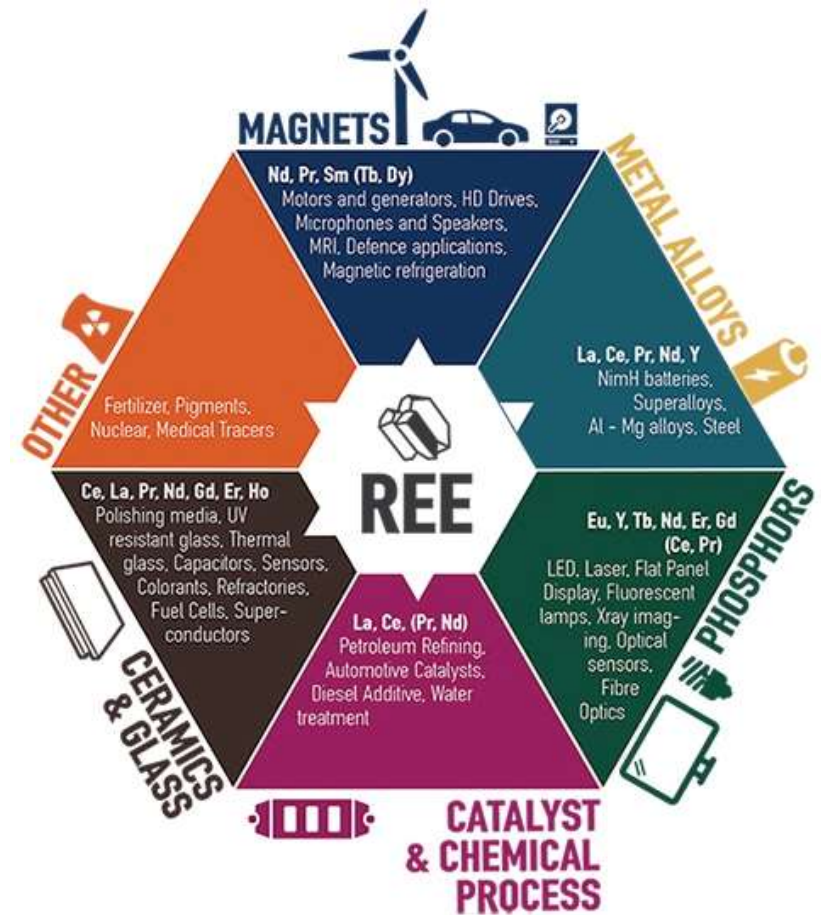 MAGNETS
Nd, Pr, Sm (Tb, Dy)
Motors and generators, HD Drives,
Microphones and Speakers,
MRI, Defence applications,
Magnetic refrigeration
METAL ALLOYS
La, Ce, Pr, Nd, Y
NimH batteries,
Superalloys,
Al - Mg alloys, Steel
OTHER
Fertilizer, Pigments,
Nuclear, Medical Tracers
REE
Ce, La, Pr, Nd, Gd, Er, Ho
Polishing media, UV
resistant glass, Thermal
glass, Capacitors, Sensors,
Colorants, Refractories,
Fuel Cells, Super-
conductors
CERAMICS
& GLASS
Eu, Y, Tb, Nd, Er, Gd
(Ce, Pr)
LED, Laser, Flat Panel
Display, Fluorescent
lamps, Xray imag-
ing, Optical
sensors,
Fibre
Optics
PHOSPHORS
La, Ce, (Pr, Nd)
Petroleum Refining,
Automotive Catalysts,
Diesel Additive, Water
treatment
CATALYST
& CHEMICAL
PROCESS